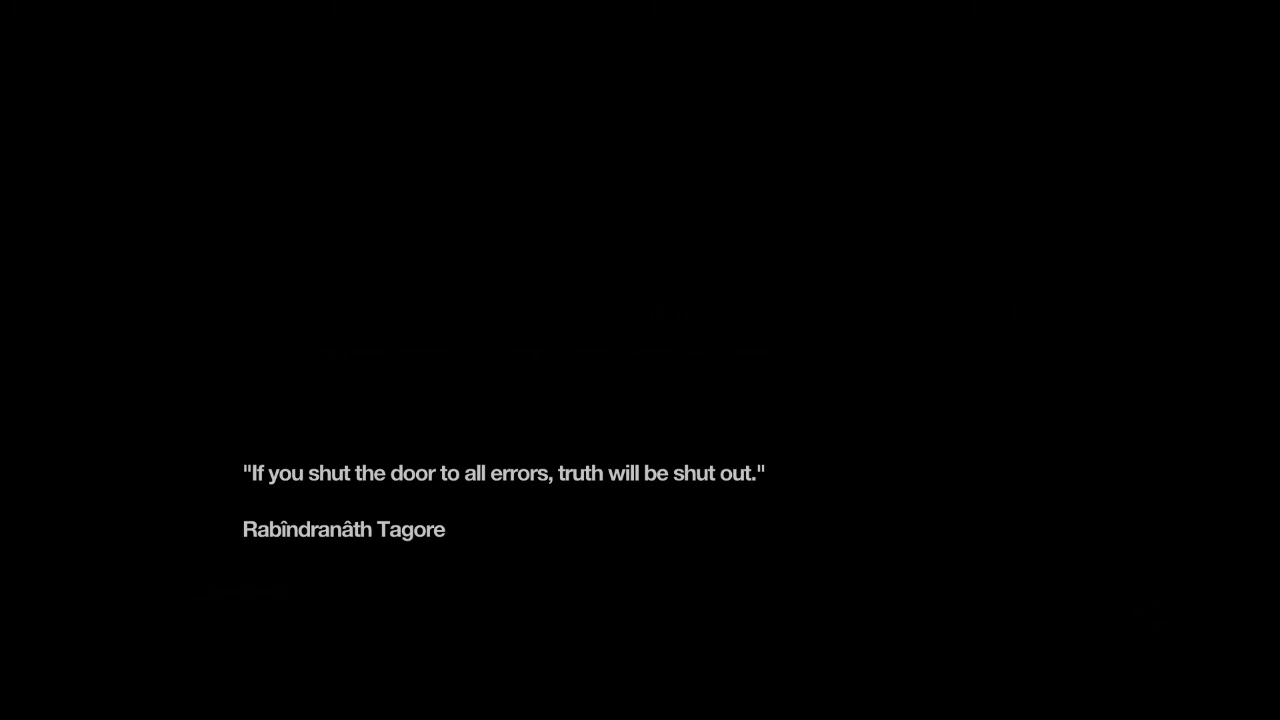 "If you shut the door to all errors, truth will be shut out."
Rabîndranâth Tagore